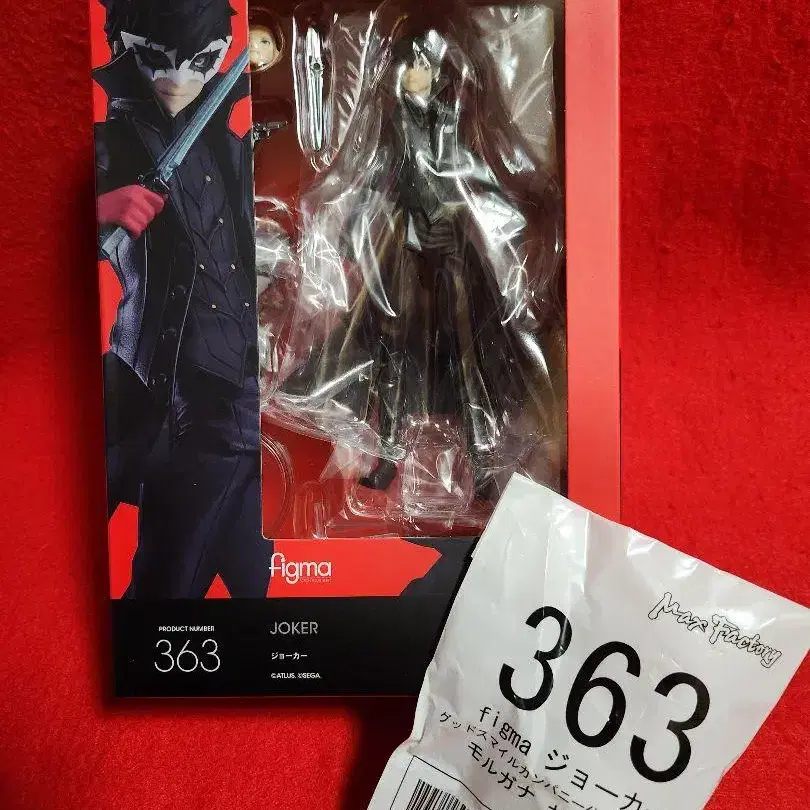 figma
PRODUCT NUMBER
363
JOKER
ジョーカー
©ATLUS. ©SEGA.
Max Factory
363
figma ジョーカ
グッドスマイルカンパニー
モルガナ